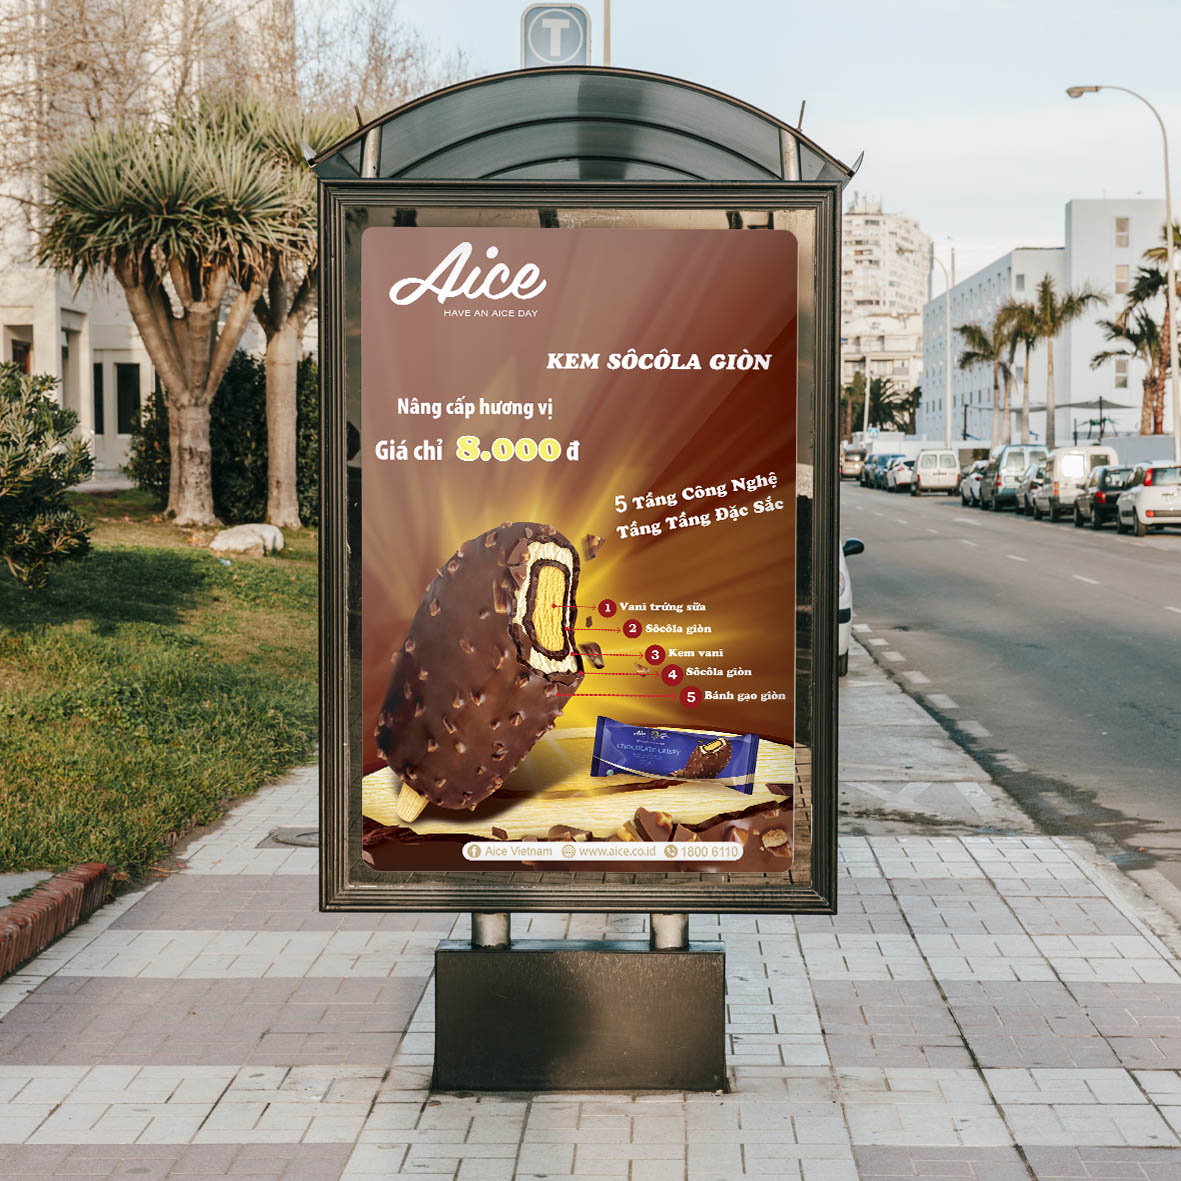 T
Aice
HAVE AN AICE DAY
KEM SÔCÔLA GIÒN
Nâng cấp hương vị
Giá chỉ 8.000 đ
5 Tầng Công Nghệ
Tầng Tầng Đặc Sắc
1 Vani trứng sữa
2 Sôcôla giòn
3 Kem vani
4 Sôcôla giòn
5 Bánh gạo giòn
Aice
CHOCOLATE CRISPY
Aice Vietnam www.aice.co.id 1800 6110